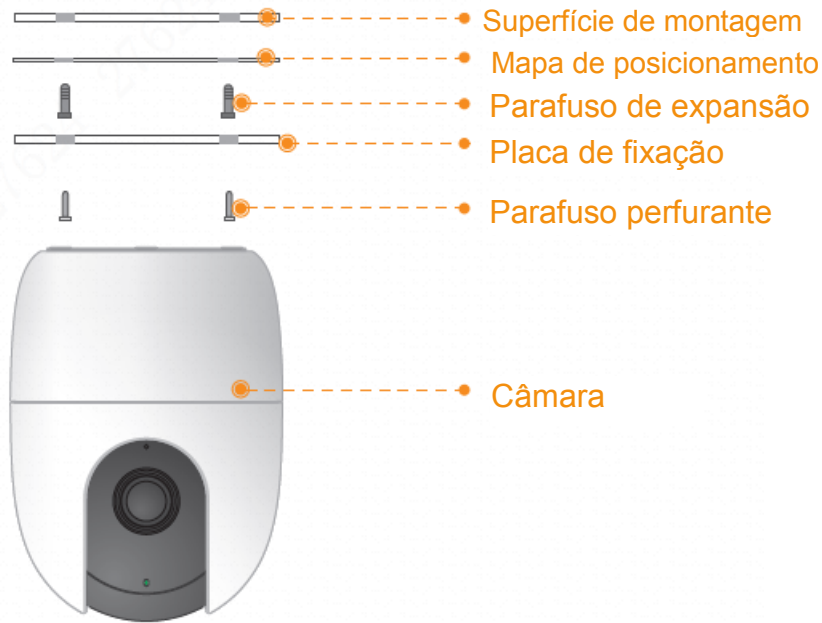 Superfície de montagem
Mapa de posicionamento
Parafuso de expansão
Placa de fixação
Parafuso perfurante
Câmara